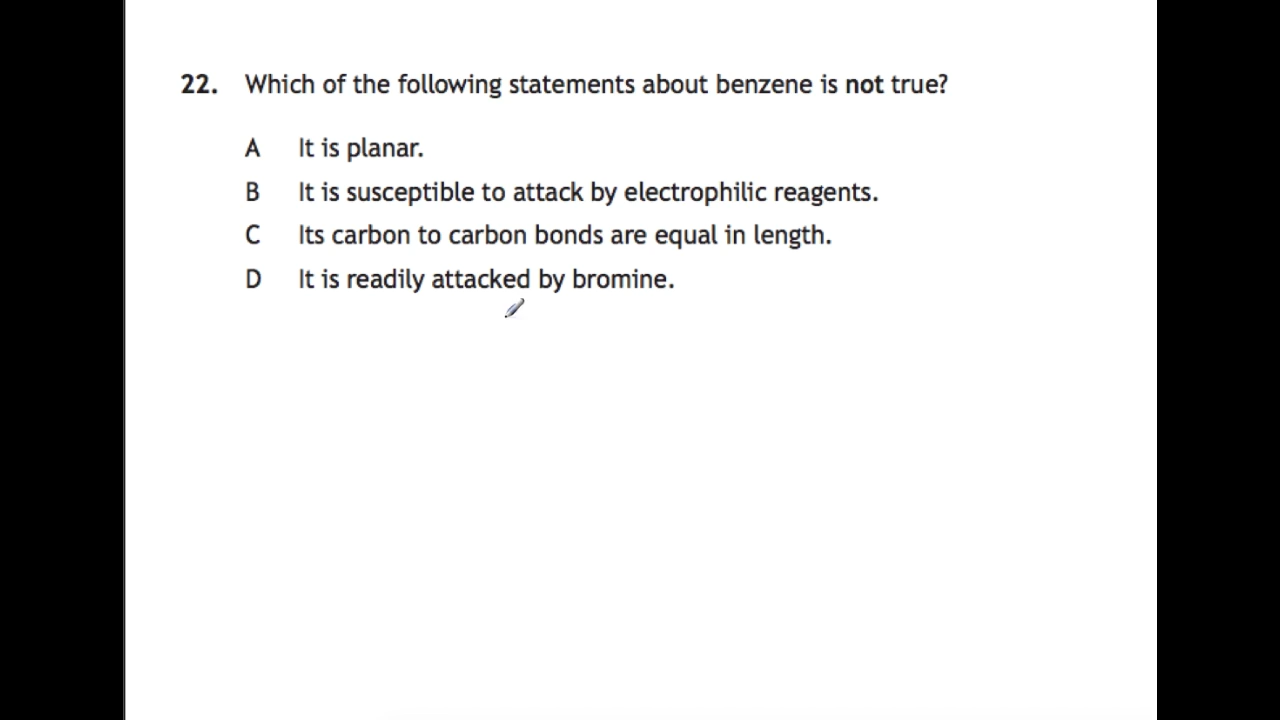 22. Which of the following statements about benzene is not true?
A It is planar.
B It is susceptible to attack by electrophilic reagents.
C Its carbon to carbon bonds are equal in length.
D It is readily attacked by bromine.